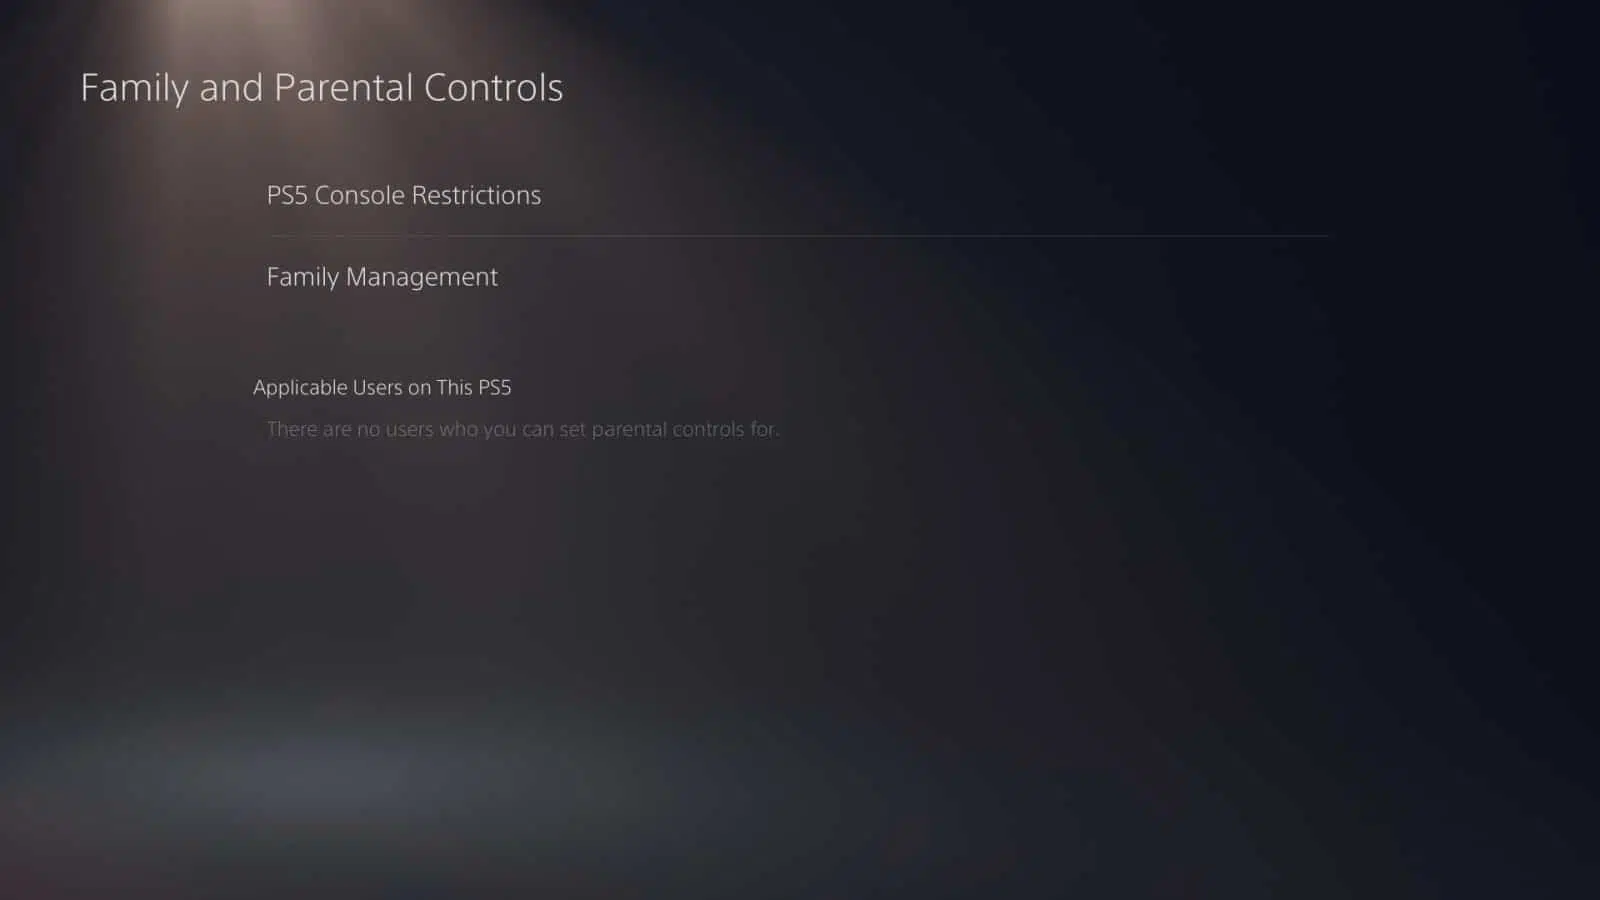 Family and Parental Controls
PS5 Console Restrictions
Family Management
Applicable Users on This PS5
There are no users who you can set parental controls for.